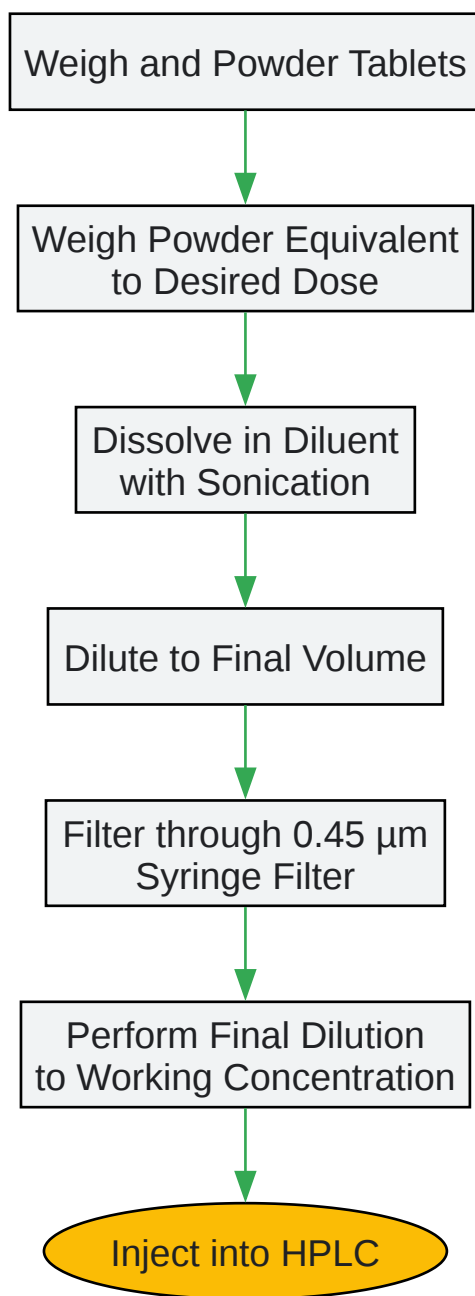 Weigh and Powder Tablets
Weigh Powder Equivalent
to Desired Dose
Dissolve in Diluent
with Sonication
Dilute to Final Volume
Filter through 0.45 µm
Syringe Filter
Perform Final Dilution
to Working Concentration
Inject into HPLC